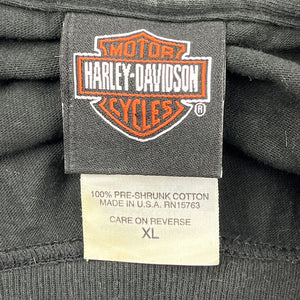 MOTOR
HARLEY-DAVIDSON
CYCLES ®
100% PRE-SHRUNK COTTON
MADE IN U.S.A. RN15763
CARE ON REVERSE
XL